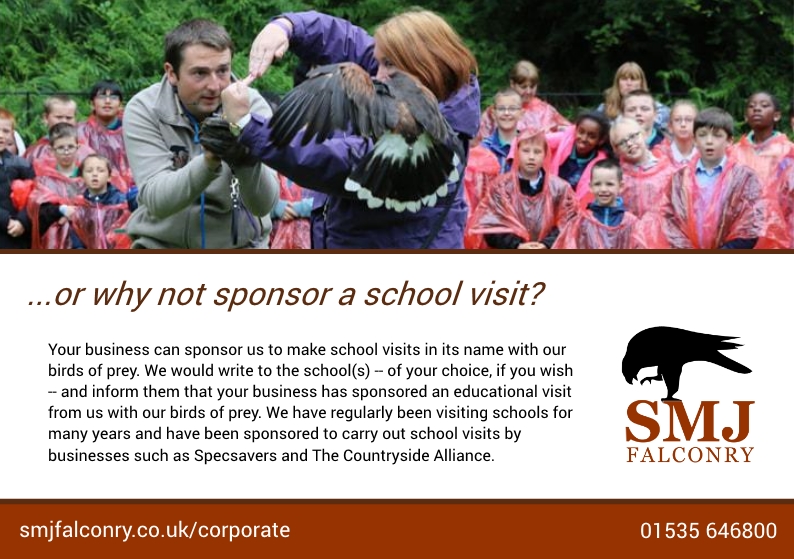 ...or why not sponsor a school visit?
Your business can sponsor us to make school visits in its name with our
birds of prey. We would write to the school(s) -- of your choice, if you wish
-- and inform them that your business has sponsored an educational visit
from us with our birds of prey. We have regularly been visiting schools for
many years and have been sponsored to carry out school visits by
businesses such as Specsavers and The Countryside Alliance.
SMJ
FALCONRY
smjfalconry.co.uk/corporate
01535 646800